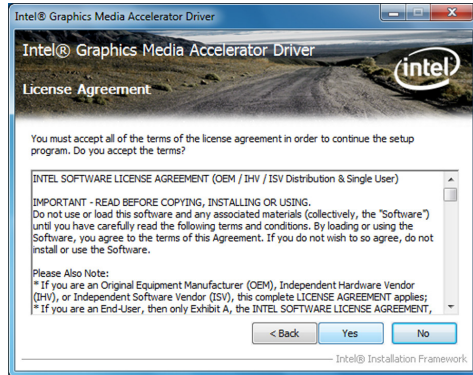 Intel® Graphics Media Accelerator Driver
Intel® Graphics Media Accelerator Driver
intel
License Agreement
You must accept all of the terms of the license agreement in order to continue the setup
program. Do you accept the terms?
INTEL SOFTWARE LICENSE AGREEMENT (OEM / IHV / ISV Distribution & Single User)
IMPORTANT - READ BEFORE COPYING, INSTALLING OR USING.
Do not use or load this software and any associated materials (collectively, the "Software")
until you have carefully read the following terms and conditions. By loading or using the
Software, you agree to the terms of this Agreement. If you do not wish to so agree, do not
install or use the Software.
Please Also Note:
* If you are an Original Equipment Manufacturer (OEM), Independent Hardware Vendor
(IHV), or Independent Software Vendor (ISV), this complete LICENSE AGREEMENT applies;
* If you are an End-User, then only Exhibit A, the INTEL SOFTWARE LICENSE AGREEMENT,
< Back Yes No
Intel® Installation Framework